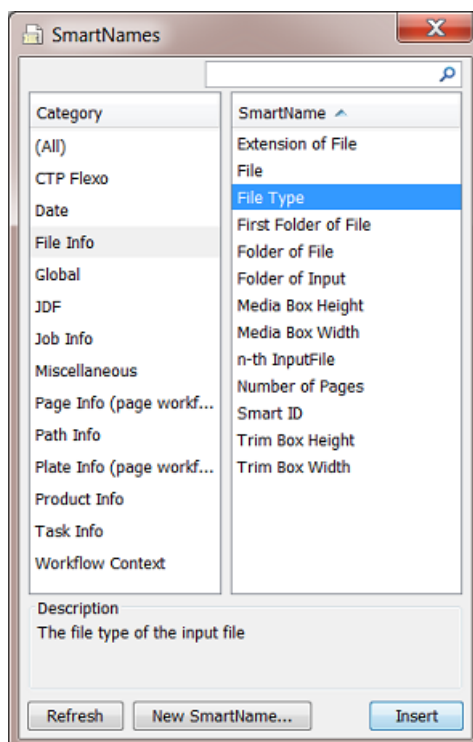 SmartNames
Category
(All)
CTP Flexo
Date
File Info
Global
JDF
Job Info
Miscellaneous
Page Info (page workf...
Path Info
Plate Info (page workf...
Product Info
Task Info
Workflow Context
SmartName
Extension of File
File
File Type
First Folder of File
Folder of File
Folder of Input
Media Box Height
Media Box Width
n-th InputFile
Number of Pages
Smart ID
Trim Box Height
Trim Box Width
Description
The file type of the input file
Refresh
New SmartName...
Insert